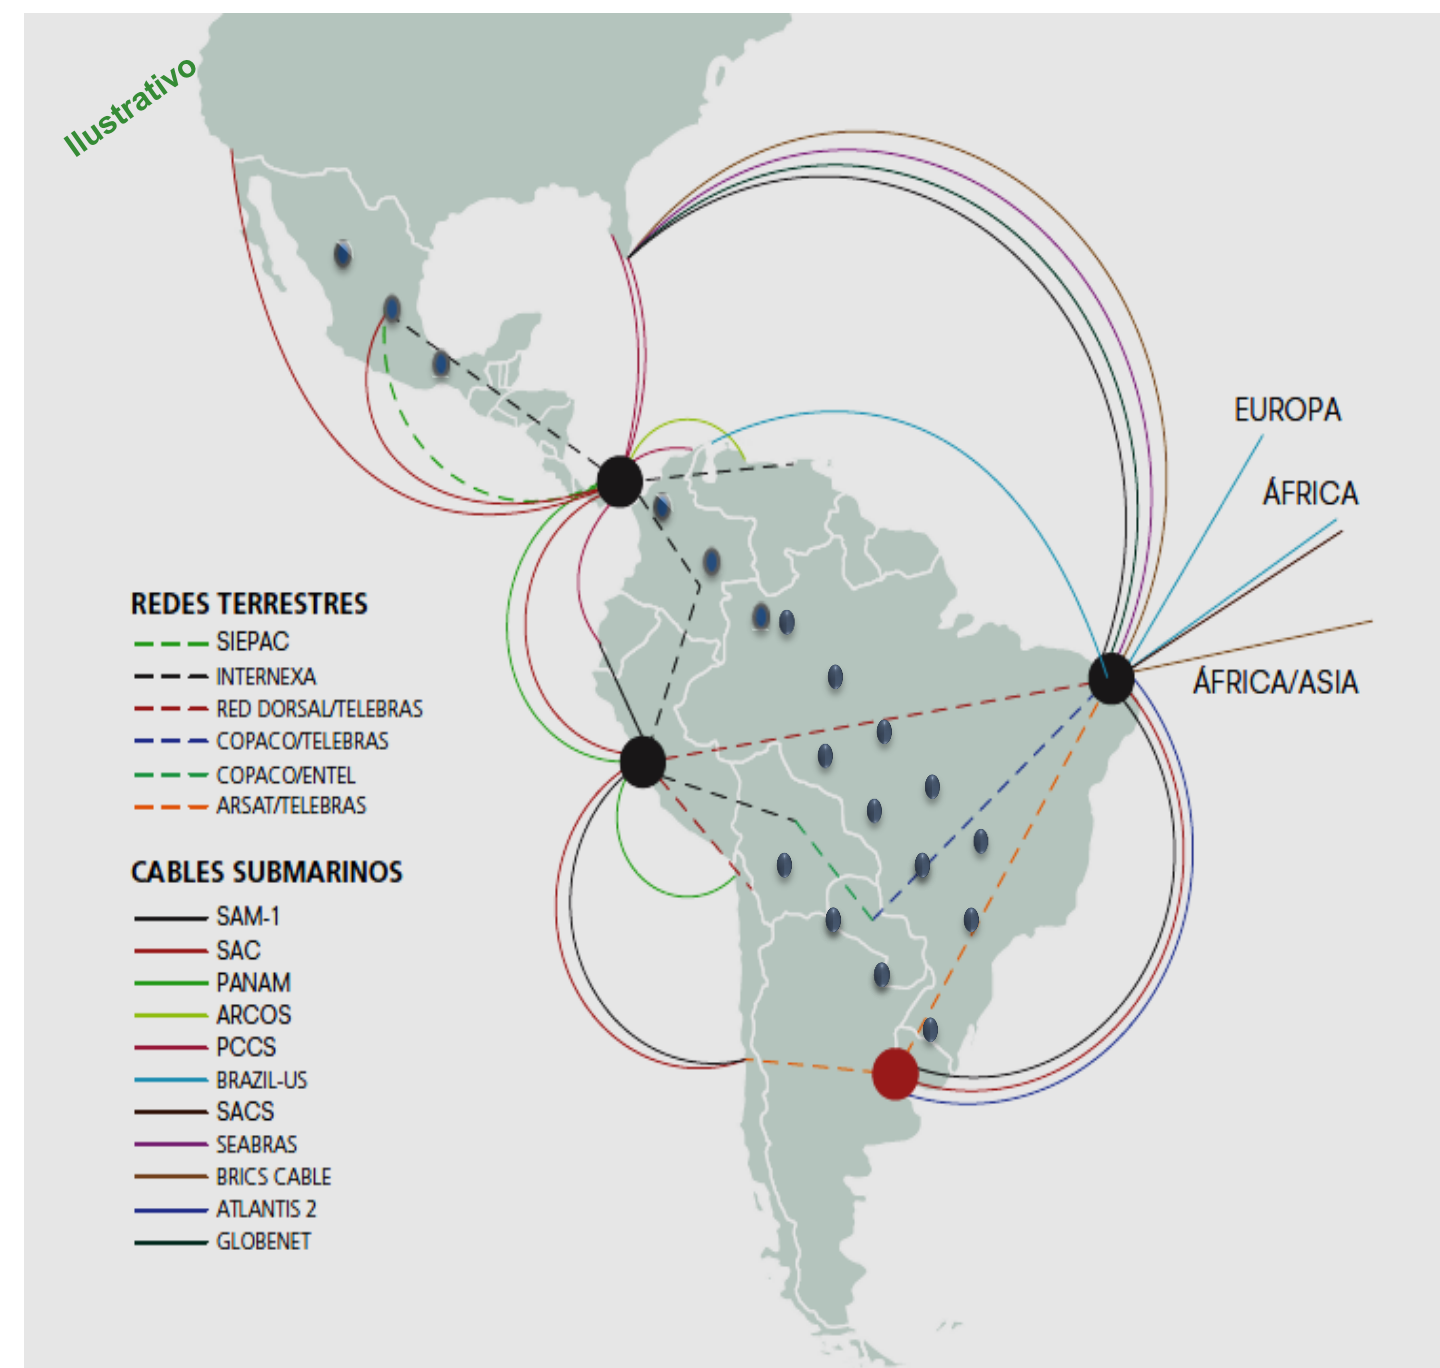 Ilustrativo
EUROPA
ÁFRICA
ÁFRICA/ASIA
REDES TERRESTRES
SIEPAC
INTERNEXA
RED DORSAL/TELEBRAS
COPACO/TELEBRAS
COPACO/ENTEL
ARSAT/TELEBRAS
CABLES SUBMARINOS
SAM-1
SAC
PANAM
ARCOS
PCCS
BRAZIL-US
SACS
SEABRAS
BRICS CABLE
ATLANTIS 2
GLOBENET